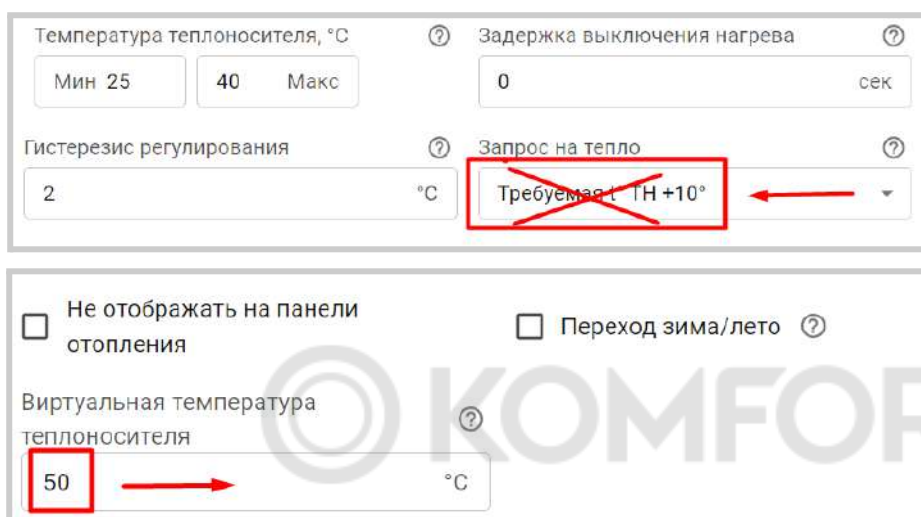 Температура теплоносителя, °C
Задержка выключения нагрева
Мин 25
40 Макс
0 сек
Гистерезис регулирования
Запрос на тепло
2 °C
Требуемая t° ТН +10°
Не отображать на панели
отопления
Переход зима/лето
Виртуальная температура
теплоносителя
50 °C
KOMFOR